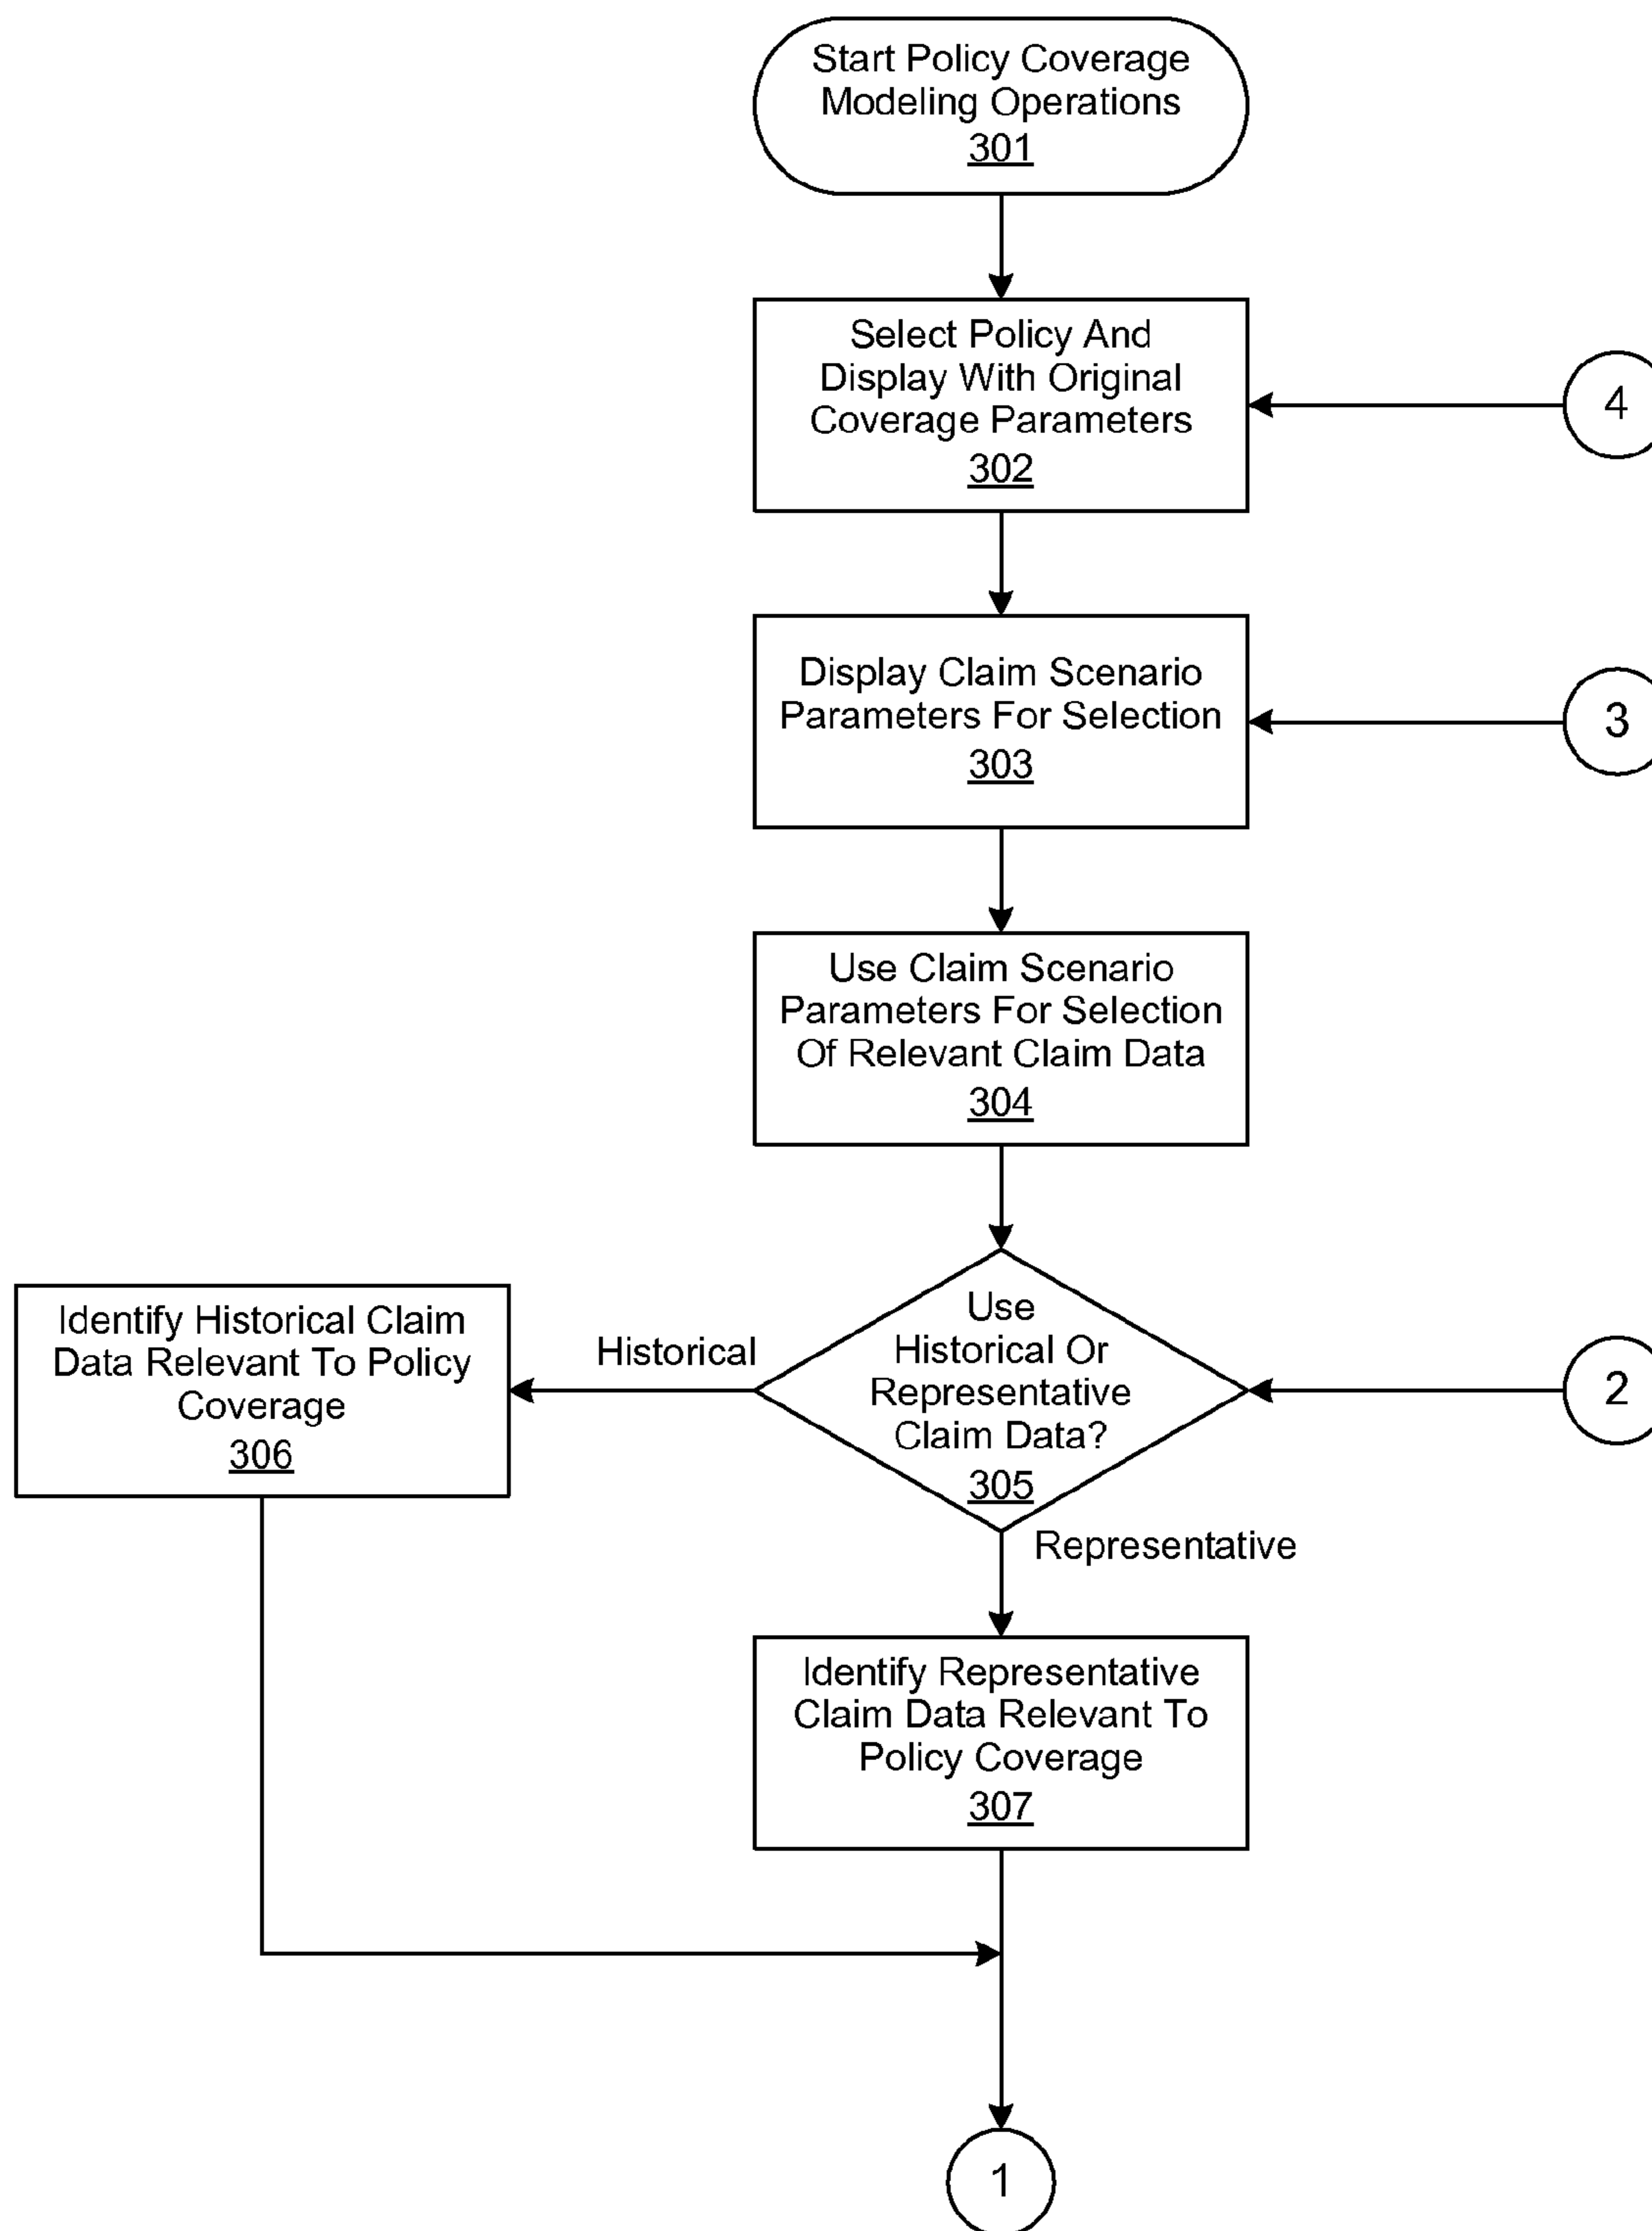 Start Policy Coverage
Modeling Operations
301
Select Policy And
Display With Original
Coverage Parameters
302
4
Display Claim Scenario
Parameters For Selection
303
3
Use Claim Scenario
Parameters For Selection
Of Relevant Claim Data
304
Use
Historical Or
Representative
Claim Data?
305
2
Historical
Identify Historical Claim
Data Relevant To Policy
Coverage
306
Representative
Identify Representative
Claim Data Relevant To
Policy Coverage
307
1